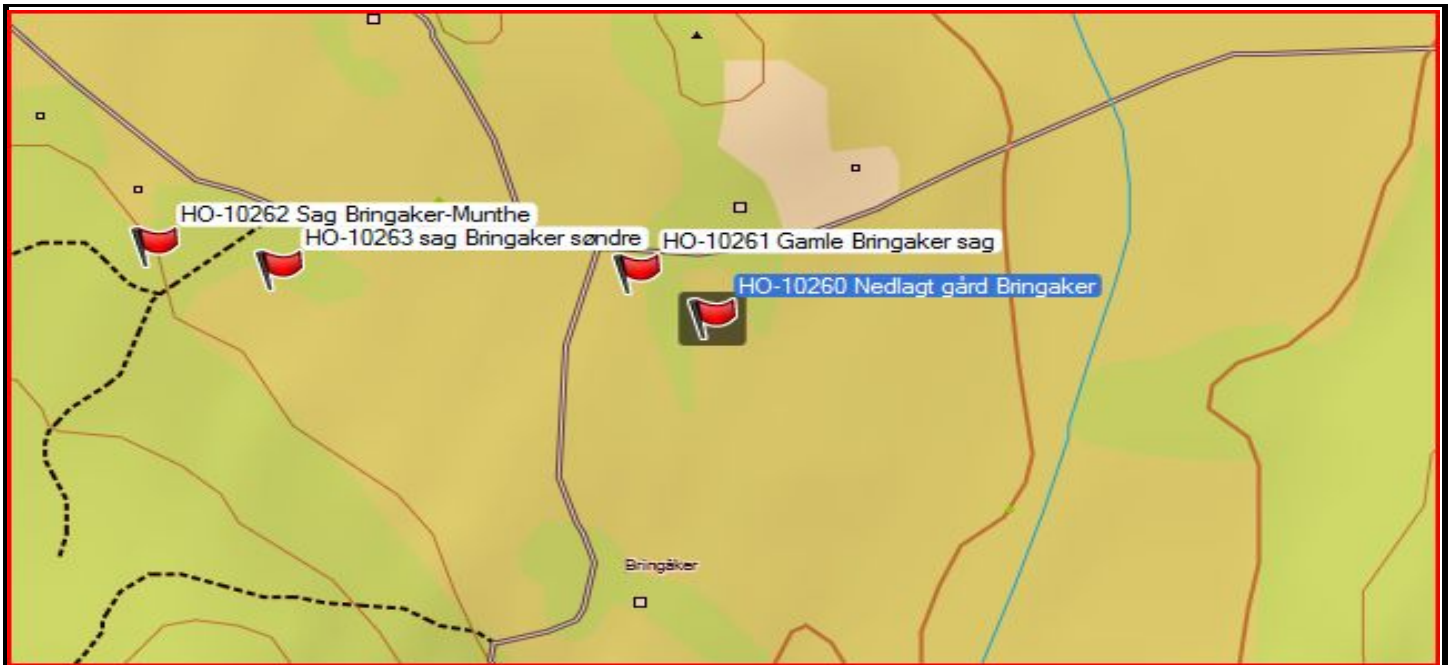 HO-10262 Sag Bringaker-Munthe
HO-10263 sag Bringaker søndre
HO-10261 Gamle Bringaker sag
HO-10260 Nedlagt gård Bringaker
Bringåker